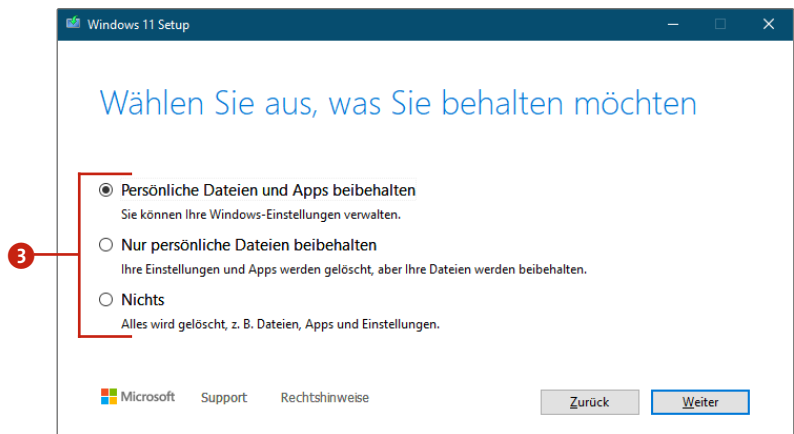 Windows 11 Setup
Wählen Sie aus, was Sie behalten möchten
Persönliche Dateien und Apps beibehalten
Sie können Ihre Windows-Einstellungen verwalten.
3
Nur persönliche Dateien beibehalten
Ihre Einstellungen und Apps werden gelöscht, aber Ihre Dateien werden beibehalten.
Nichts
Alles wird gelöscht, z. B. Dateien, Apps und Einstellungen.
Microsoft Support Rechtshinweise Zurück Weiter